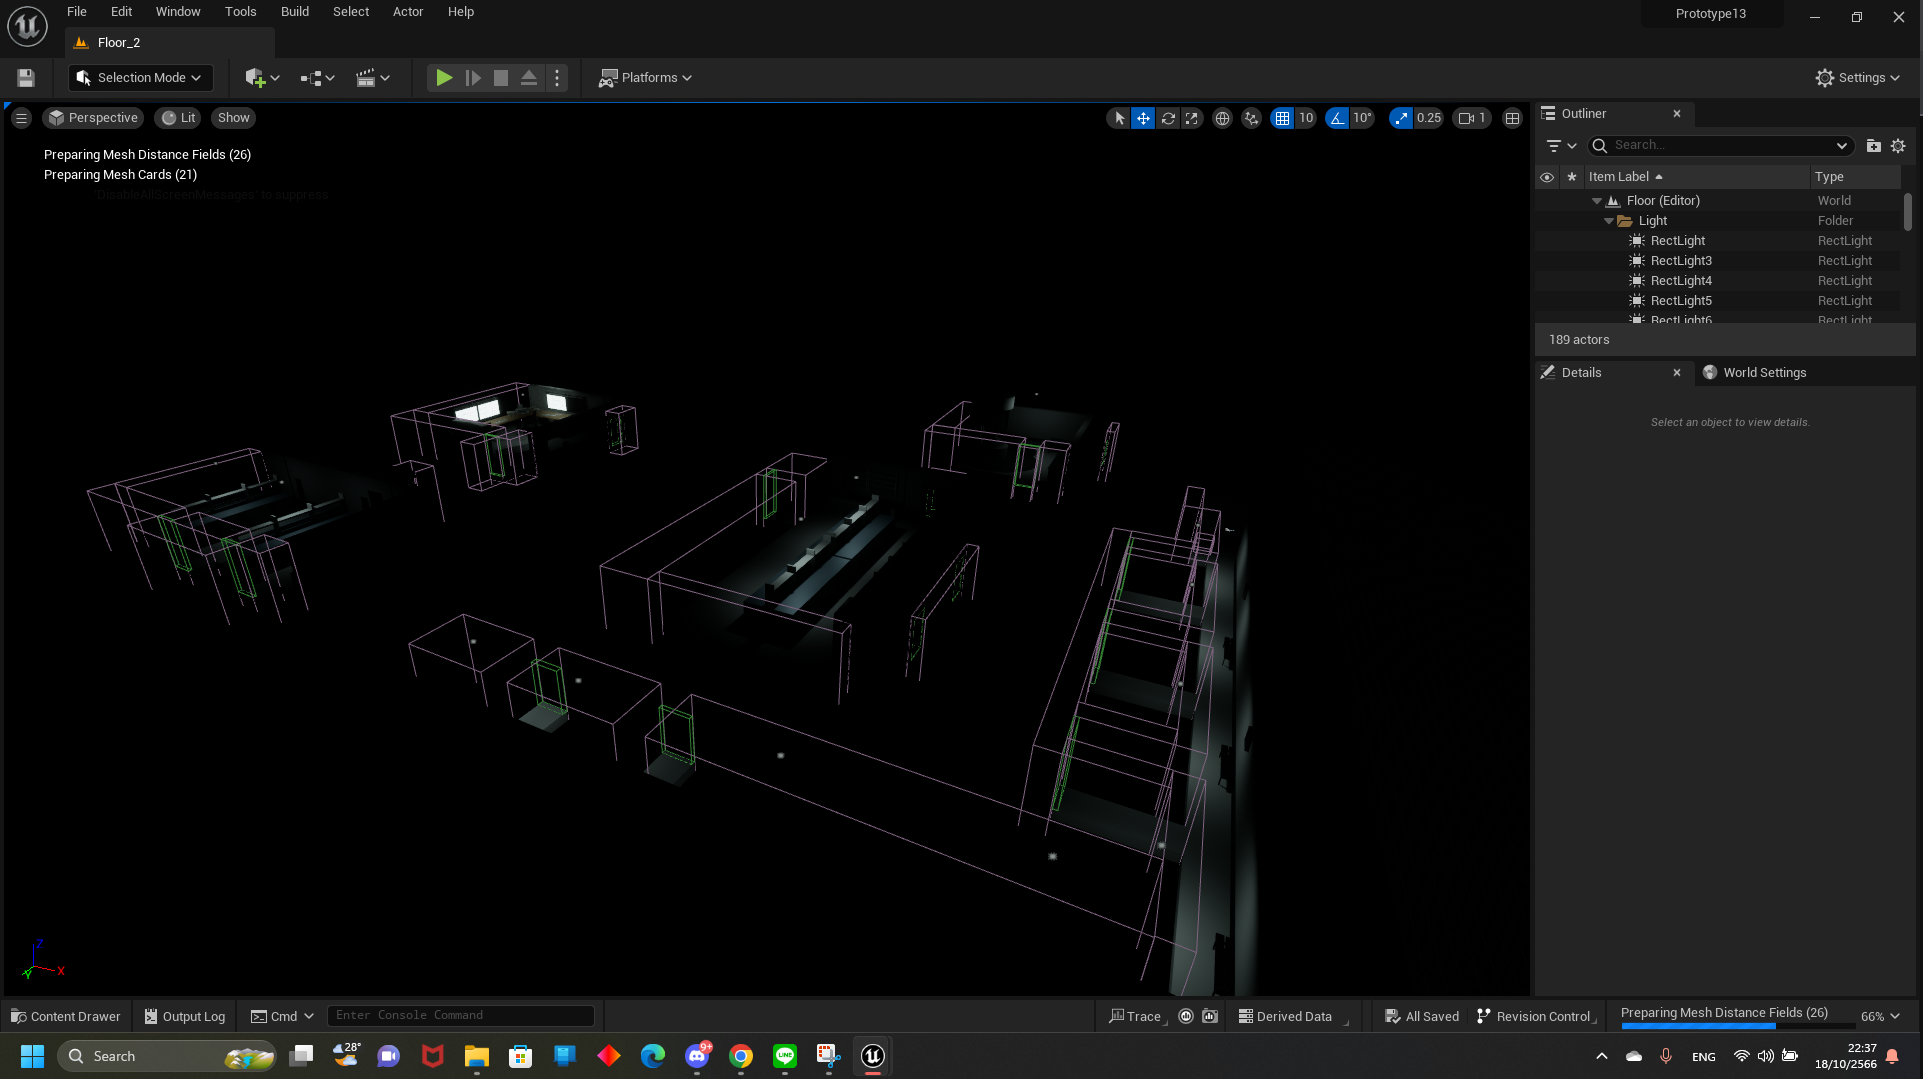 File Edit Window Tools Build Select Actor Help
Prototype13
Floor_2
Selection Mode
Platforms
Settings
Perspective Lit Show
10 10° 0.25 1
Preparing Mesh Distance Fields (26)
Preparing Mesh Cards (21)
'DisableAllScreenMessages' to suppress
Outliner
Search...
Item Label Type
Floor (Editor) World
Light Folder
RectLight RectLight
RectLight3 RectLight
RectLight4 RectLight
RectLight5 RectLight
RectLight6 RectLight
189 actors
Details World Settings
Select an object to view details.
Z
X
Y
Content Drawer Output Log Cmd Enter Console Command
Trace Derived Data All Saved Revision Control
Preparing Mesh Distance Fields (26) 66%
Search
28°
9+
LINE
ENG
22:37
18/10/2566